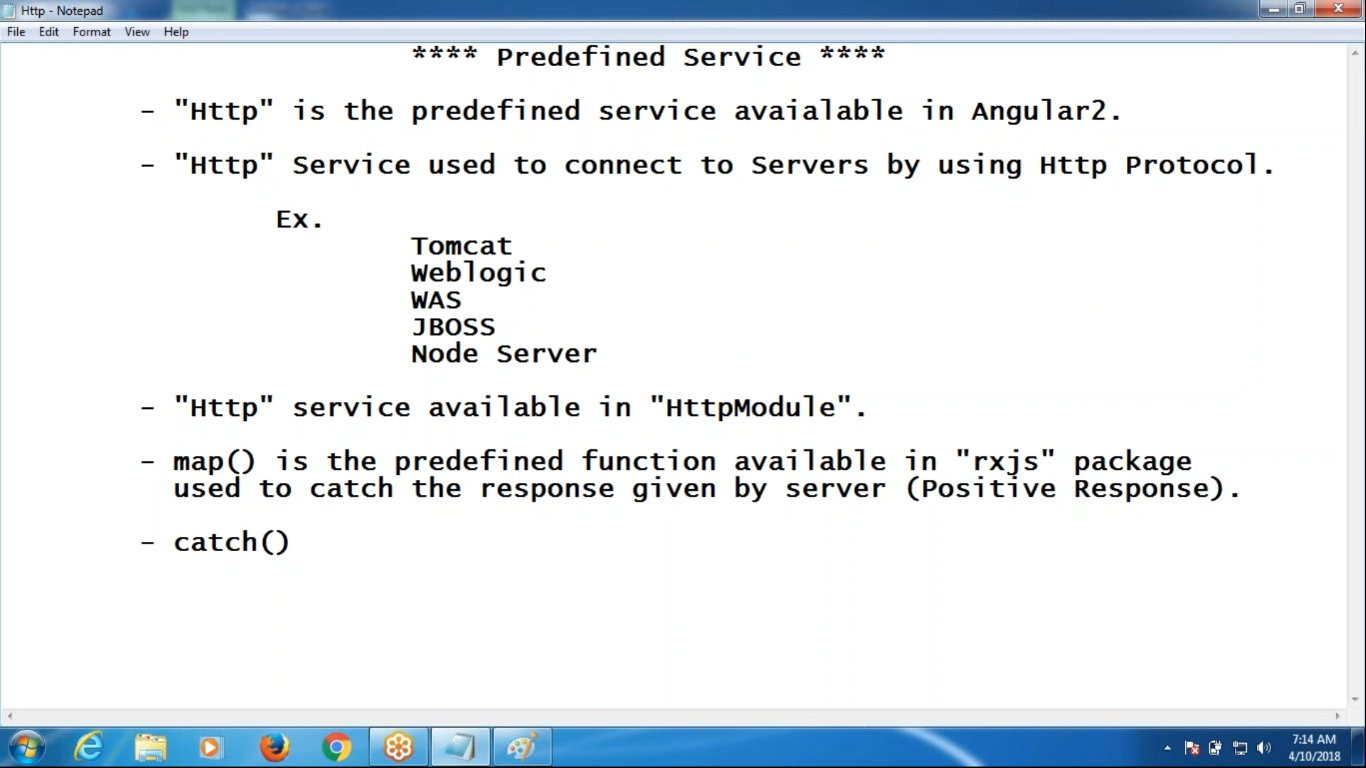 Http - Notepad
File Edit Format View Help
**** Predefined Service ****
- "Http" is the predefined service avaialable in Angular2.
- "Http" Service used to connect to Servers by using Http Protocol.
Ex.
Tomcat
Weblogic
WAS
JBOSS
Node Server
- "Http" service available in "HttpModule".
- map() is the predefined function available in "rxjs" package
used to catch the response given by server (Positive Response).
- catch()
7:14 AM
4/10/2018